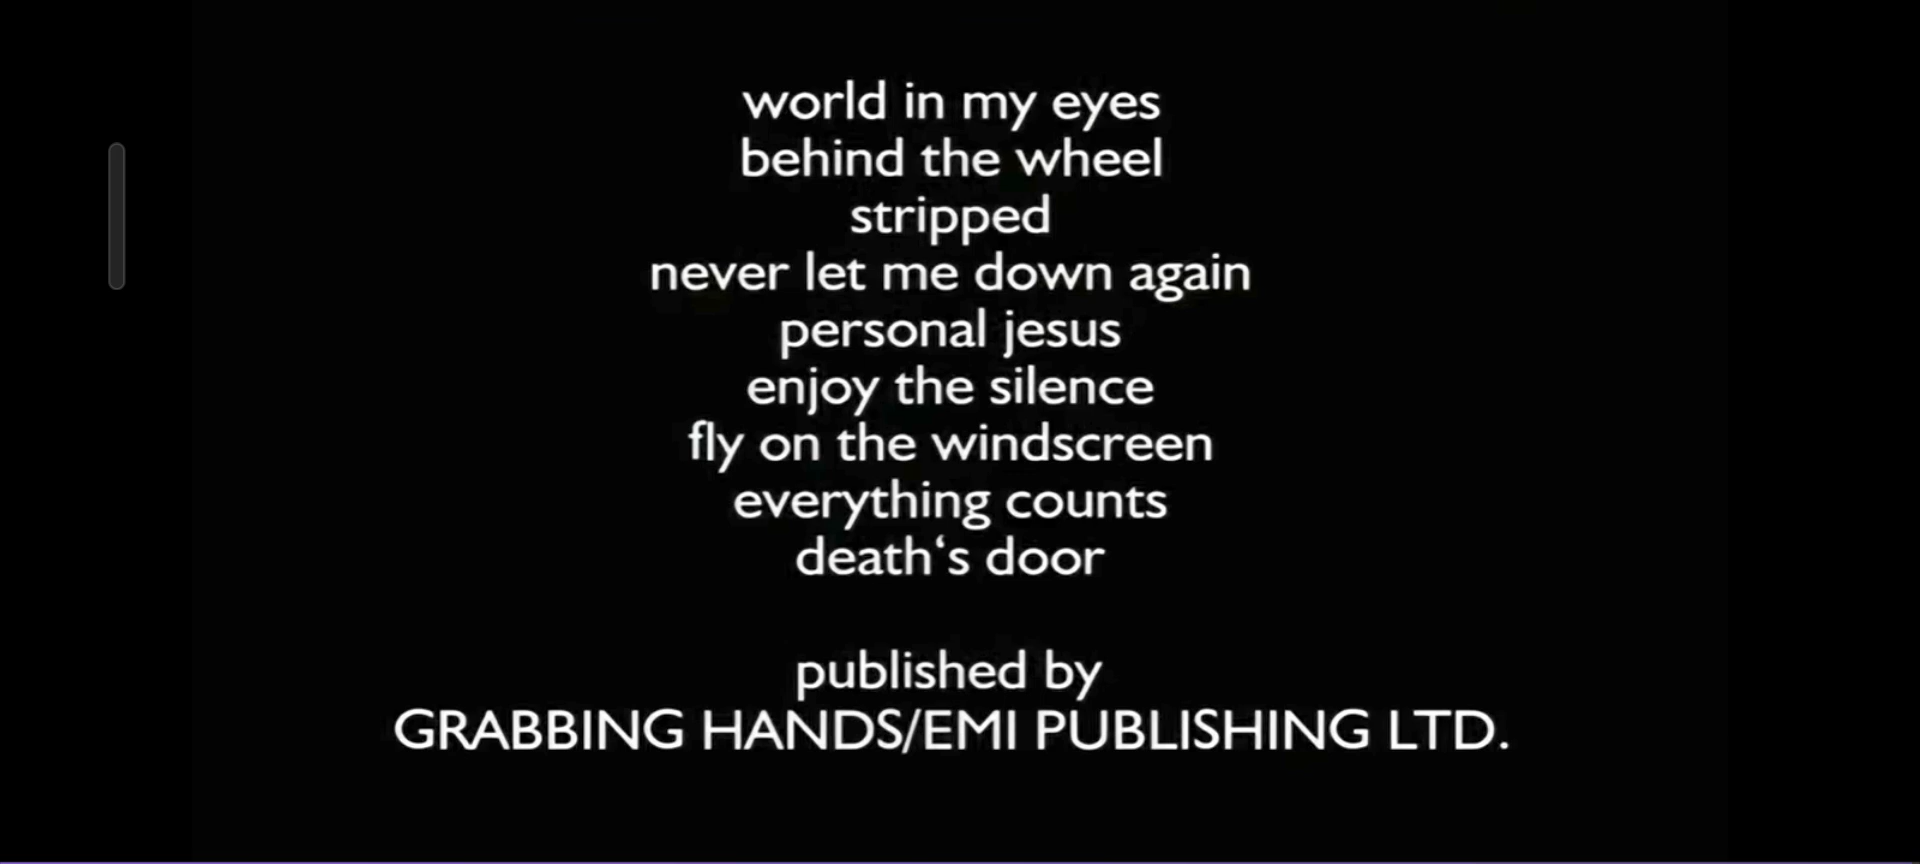 world in my eyes
behind the wheel
stripped
never let me down again
personal jesus
enjoy the silence
fly on the windscreen
everything counts
death‘s door
published by
GRABBING HANDS/EMI PUBLISHING LTD.